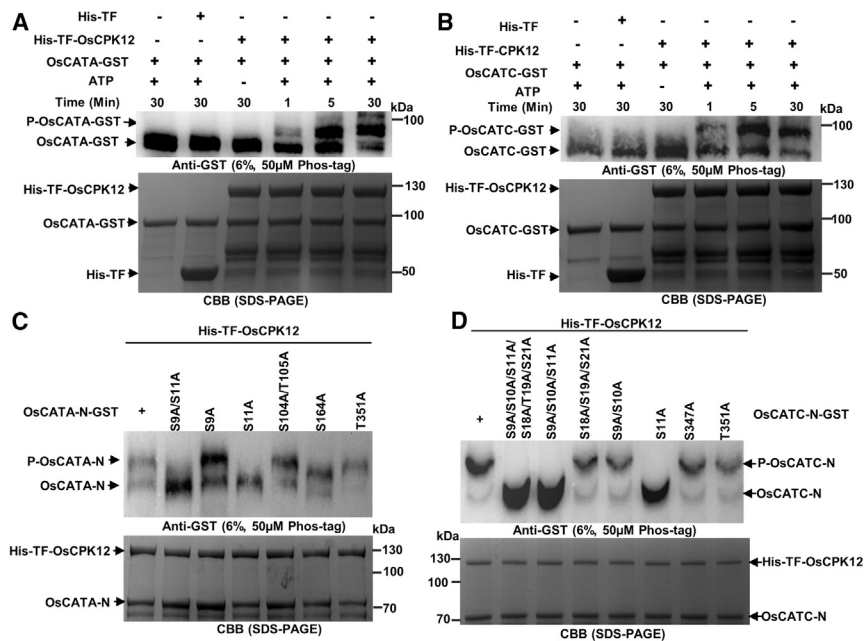 A
His-TF - + - - - -
His-TF-OsCPK12 - - + + + +
OsCATA-GST + + + + + +
ATP + + - + + +
Time (Min) 30 30 30 1 5 30
kDa
P-OsCATA-GST
100
OsCATA-GST
Anti-GST (6%, 50µM Phos-tag)
His-TF-OsCPK12
130
OsCATA-GST
100
His-TF
50
CBB (SDS-PAGE)
B
His-TF - + - - - -
His-TF-CPK12 - - + + + +
OsCATC-GST + + + + + +
ATP + + - + + +
Time (Min) 30 30 30 1 5 30
kDa
P-OsCATC-GST
100
OsCATC-GST
Anti-GST (6%, 50µM Phos-tag)
His-TF-OsCPK12
130
OsCATC-GST
100
His-TF
50
CBB (SDS-PAGE)
C
His-TF-OsCPK12
OsCATA-N-GST + S9A/S11A S9A S11A S104A/T105A S164A T351A
P-OsCATA-N
OsCATA-N
Anti-GST (6%, 50µM Phos-tag)
kDa
His-TF-OsCPK12
130
100
OsCATA-N
70
CBB (SDS-PAGE)
D
His-TF-OsCPK12
+ S9A/S10A/S11A/ S18A/T19A/S21A S9A/S10A/S11A S18A/S19A/S21A S9A/S10A S11A S347A T351A OsCATC-N-GST
P-OsCATC-N
OsCATC-N
Anti-GST (6%, 50µM Phos-tag)
kDa
130
His-TF-OsCPK12
100
70
OsCATC-N
CBB (SDS-PAGE)